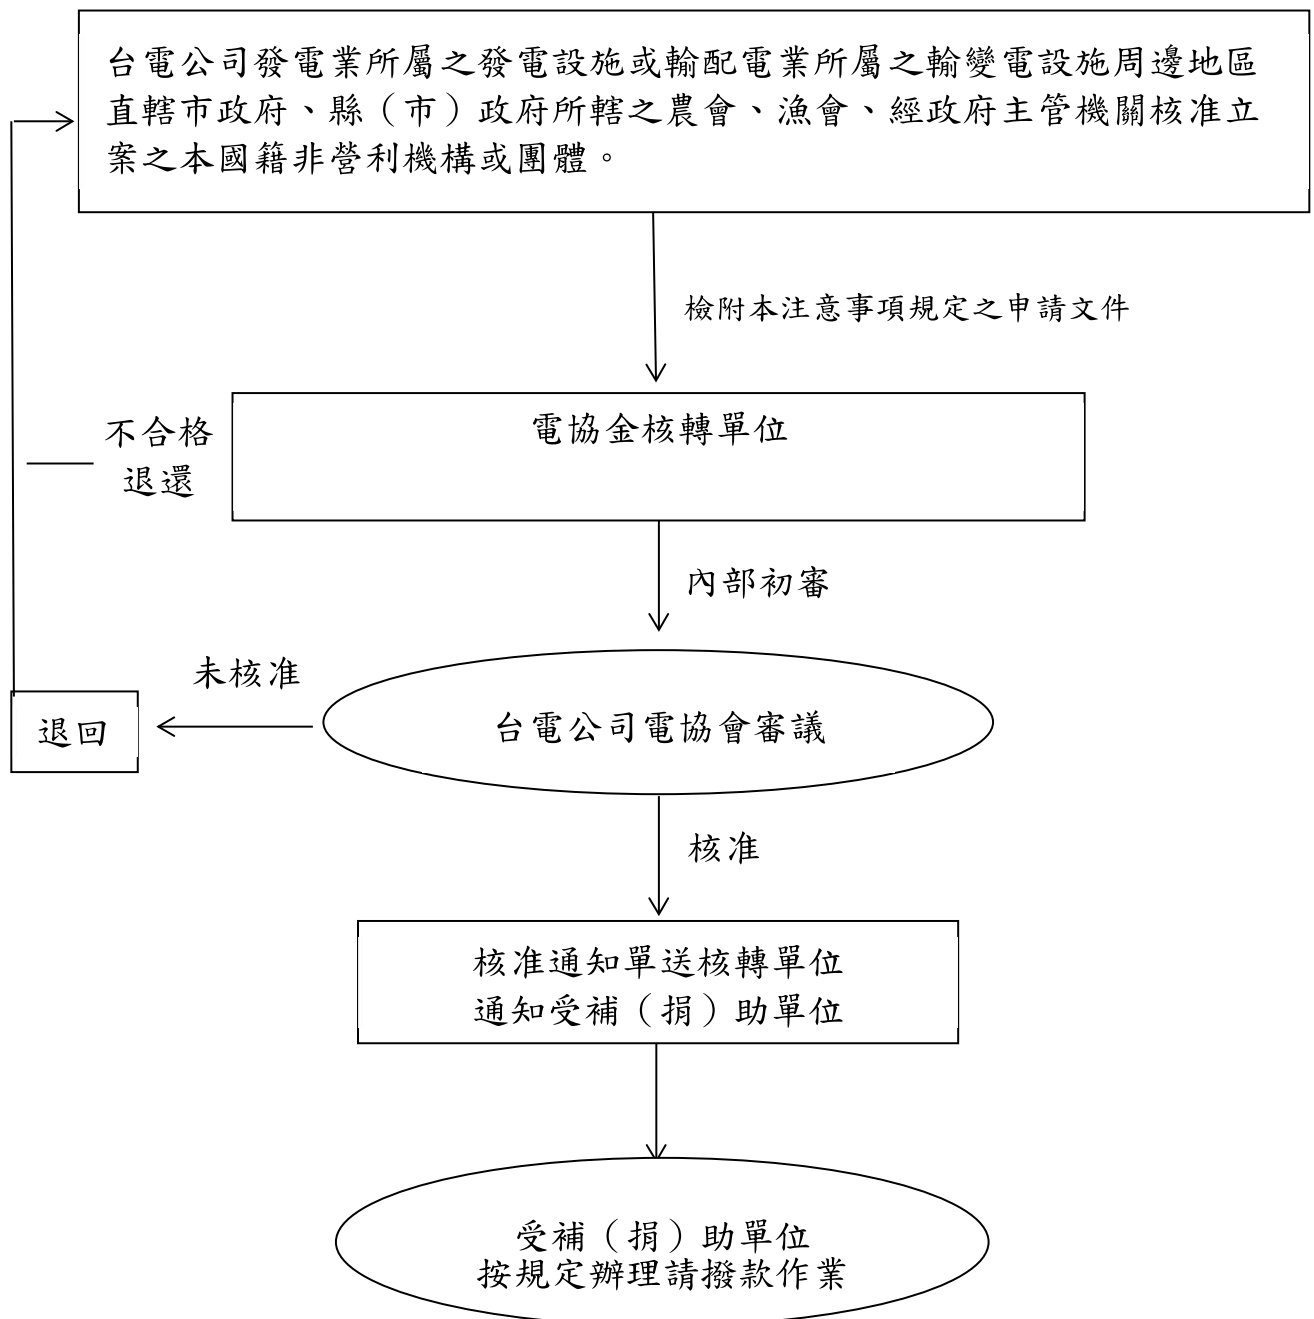 台電公司發電業所屬之發電設施或輸配電業所屬之輸變電設施周邊地區
直轄市政府、縣（市）政府所轄之農會、漁會、經政府主管機關核准立
案之本國籍非營利機構或團體。
檢附本注意事項規定之申請文件
電協金核轉單位
不合格
退還
內部初審
未核准
退回
台電公司電協會審議
核准
核准通知單送核轉單位
通知受補（捐）助單位
受補（捐）助單位
按規定辦理請撥款作業